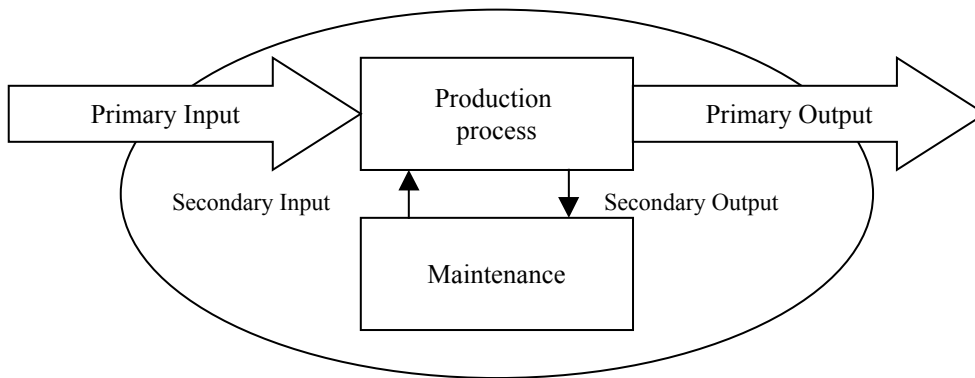 Primary Input
Production
process
Primary Output
Secondary Input
Secondary Output
Maintenance